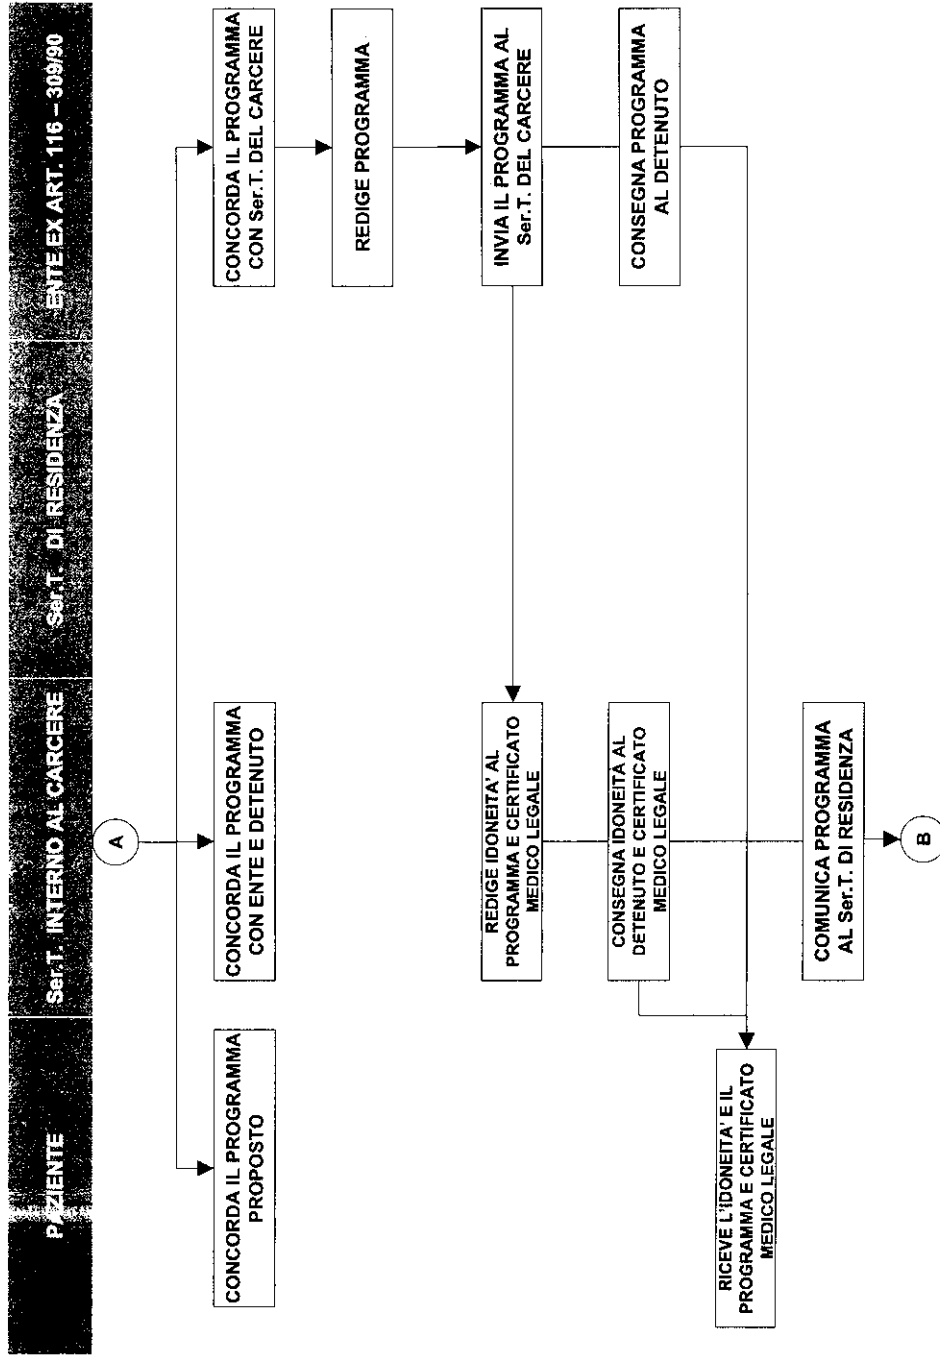 PAZIENTE
Ser.T. INTERNO AL CARCERE
Ser.T. DI RESIDENZA
ENTE EX ART. 116 – 309/90
A
CONCORDA IL PROGRAMMA
PROPOSTO
CONCORDA IL PROGRAMMA
CON ENTE E DETENUTO
CONCORDA IL PROGRAMMA
CON Ser.T. DEL CARCERE
REDIGE PROGRAMMA
REDIGE IDONEITA' AL
PROGRAMMA E CERTIFICATO
MEDICO LEGALE
INVIA IL PROGRAMMA AL
Ser.T. DEL CARCERE
CONSEGNA IDONEITÀ AL
DETENUTO E CERTIFICATO
MEDICO LEGALE
CONSEGNA PROGRAMMA
AL DETENUTO
RICEVE L'IDONEITA' E IL
PROGRAMMA E CERTIFICATO
MEDICO LEGALE
COMUNICA PROGRAMMA
AL Ser.T. DI RESIDENZA
B